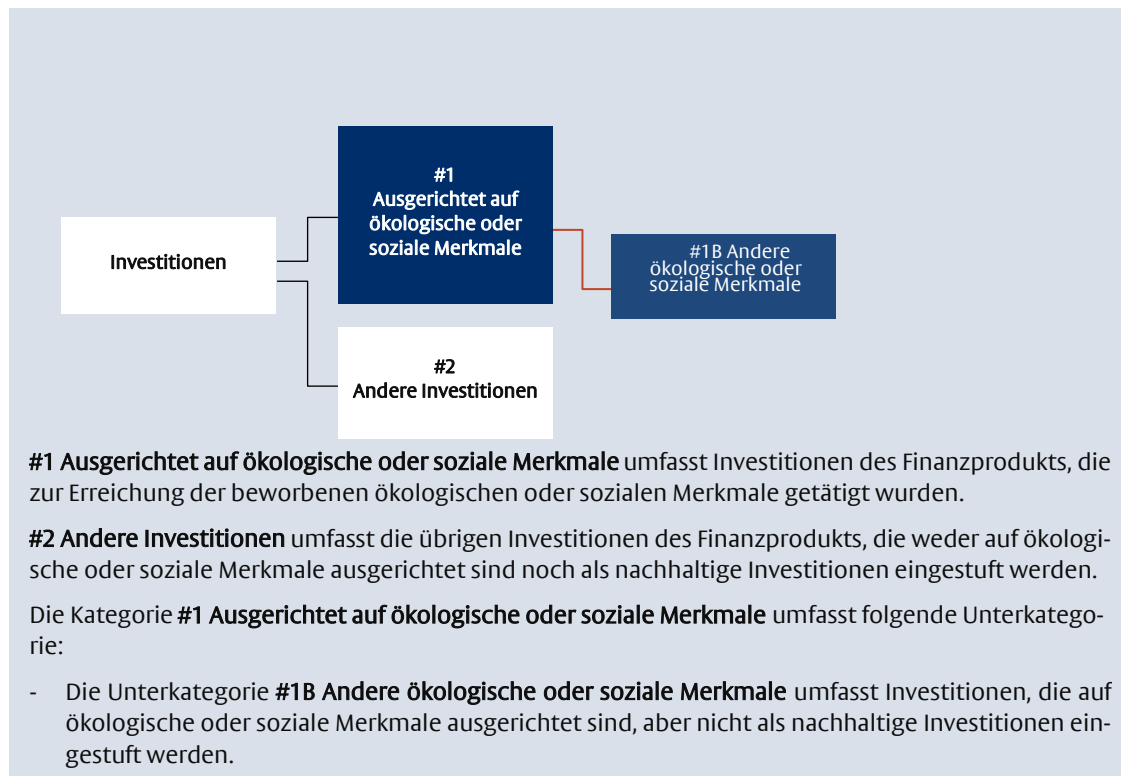 #1
Ausgerichtet auf
ökologische oder
soziale Merkmale
Investitionen
#1B Andere
ökologische oder
soziale Merkmale
#2
Andere Investitionen
#1 Ausgerichtet auf ökologische oder soziale Merkmale umfasst Investitionen des Finanzprodukts, die
zur Erreichung der beworbenen ökologischen oder sozialen Merkmale getätigt wurden.
#2 Andere Investitionen umfasst die übrigen Investitionen des Finanzprodukts, die weder auf ökologi-
sche oder soziale Merkmale ausgerichtet sind noch als nachhaltige Investitionen eingestuft werden.
Die Kategorie #1 Ausgerichtet auf ökologische oder soziale Merkmale umfasst folgende Unterkatego-
rie:
- Die Unterkategorie #1B Andere ökologische oder soziale Merkmale umfasst Investitionen, die auf
ökologische oder soziale Merkmale ausgerichtet sind, aber nicht als nachhaltige Investitionen ein-
gestuft werden.